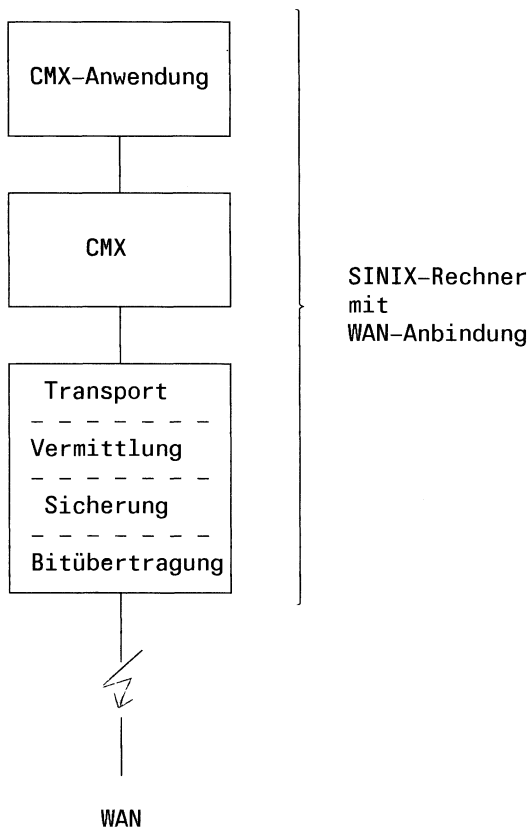 CMX–Anwendung
CMX
SINIX–Rechner
mit
WAN–Anbindung
Transport
Vermittlung
Sicherung
Bitübertragung
WAN